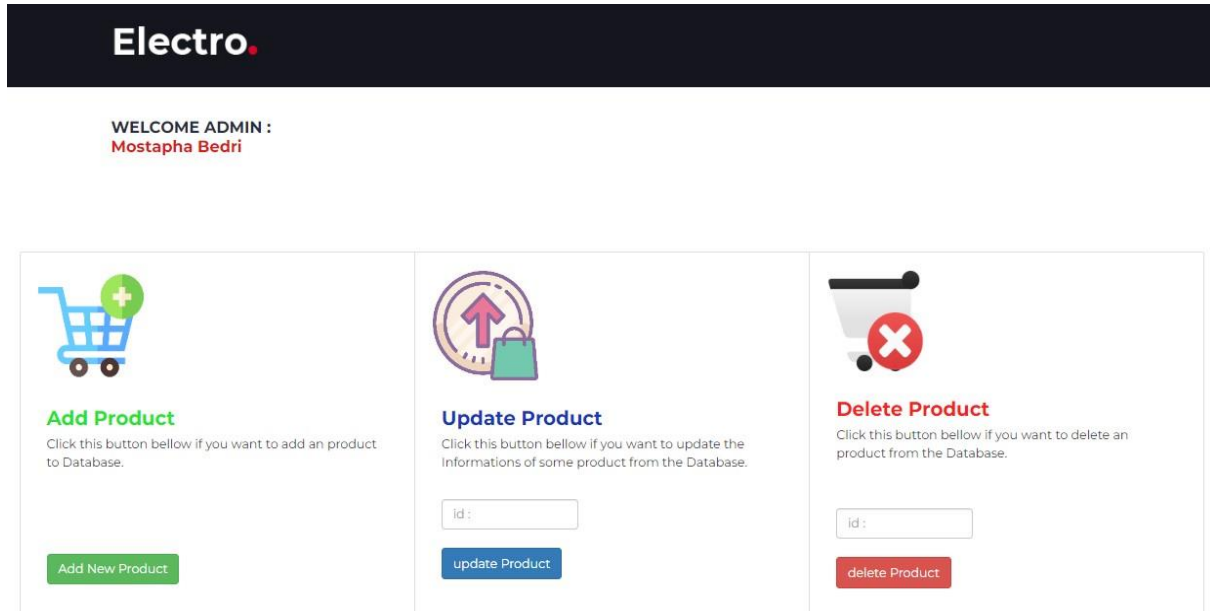 Electro.
WELCOME ADMIN :
Mostapha Bedri
Add Product
Click this button bellow if you want to add an product
to Database.
Add New Product
Update Product
Click this button bellow if you want to update the
Informations of some product from the Database.
id :
update Product
Delete Product
Click this button bellow if you want to delete an
product from the Database.
id :
delete Product